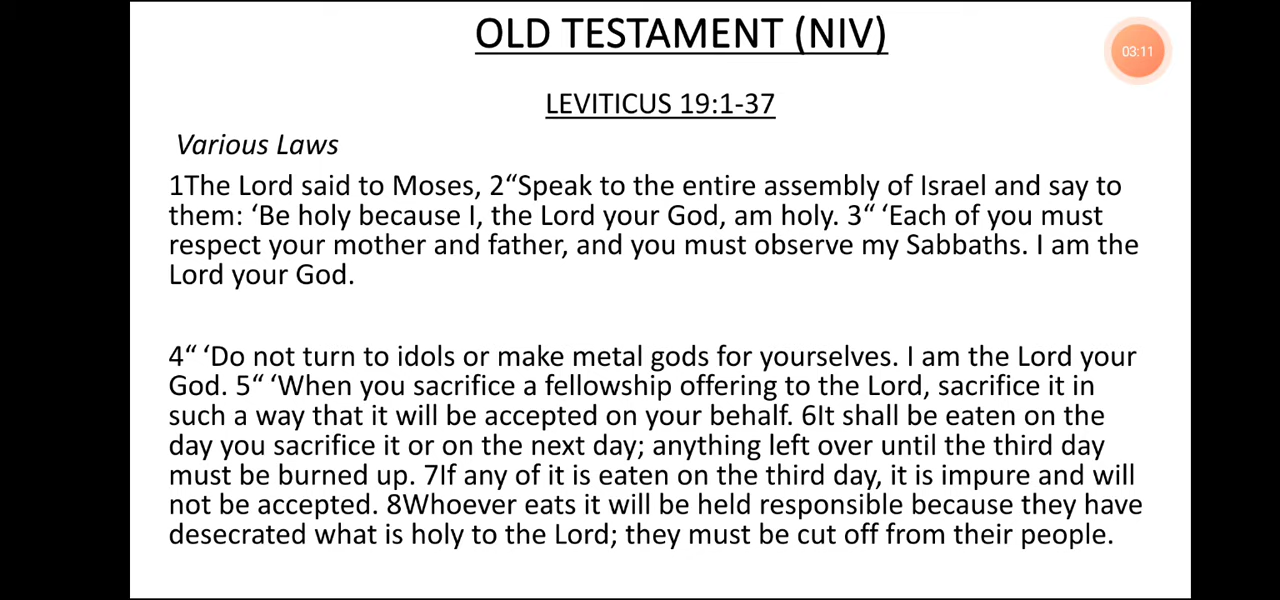 OLD TESTAMENT (NIV)
03:11
LEVITICUS 19:1-37
Various Laws
1The Lord said to Moses, 2“Speak to the entire assembly of Israel and say to
them: ‘Be holy because I, the Lord your God, am holy. 3“ ‘Each of you must
respect your mother and father, and you must observe my Sabbaths. I am the
Lord your God.
4“ ‘Do not turn to idols or make metal gods for yourselves. I am the Lord your
God. 5“ ‘When you sacrifice a fellowship offering to the Lord, sacrifice it in
such a way that it will be accepted on your behalf. 6It shall be eaten on the
day you sacrifice it or on the next day; anything left over until the third day
must be burned up. 7If any of it is eaten on the third day, it is impure and will
not be accepted. 8Whoever eats it will be held responsible because they have
desecrated what is holy to the Lord; they must be cut off from their people.